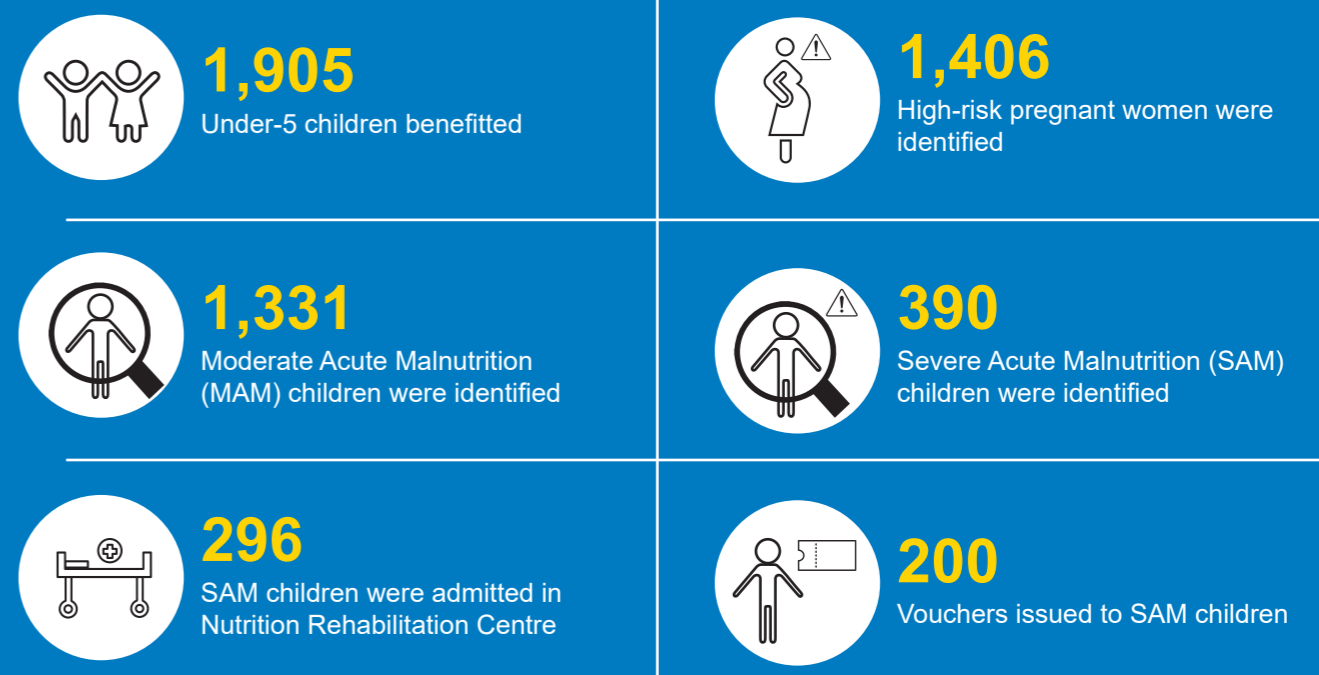 1,905
Under-5 children benefitted
1,406
High-risk pregnant women were
identified
1,331
Moderate Acute Malnutrition
(MAM) children were identified
390
Severe Acute Malnutrition (SAM)
children were identified
296
SAM children were admitted in
Nutrition Rehabilitation Centre
200
Vouchers issued to SAM children